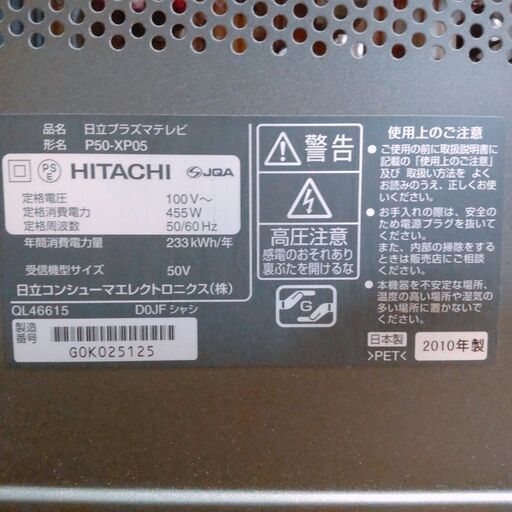 品名 日立プラズマテレビ
形名 P50-XP05
PS
E
HITACHI
JQA
定格電圧 100V～
定格消費電力 455W
定格周波数 50/60Hz
年間消費電力量 233kWh/年
受信機型サイズ 50V
日立コンシューマエレクトロニクス(株)
QL46615 D0JFシャシ
製造
番号
G0K025125
警告
高圧注意
感電のおそれあり
裏ぶたを開けるな
G
使用上のご注意
●ご使用の前に取扱説明書に
記載の「使用上のご注意」
及び 取扱い方法を よく
お読みのうえ、正しくお使
いください。
●お手入れの際は、安全の
ため電源プラグを抜いて
ください。
また、内部の掃除をする
ときは販売店にご相談
ください。
●本機器を不安定な場所、
温度の高い場所や湿気の
多い場所に置かないで
ください。
日本製
>PET<
2010年製